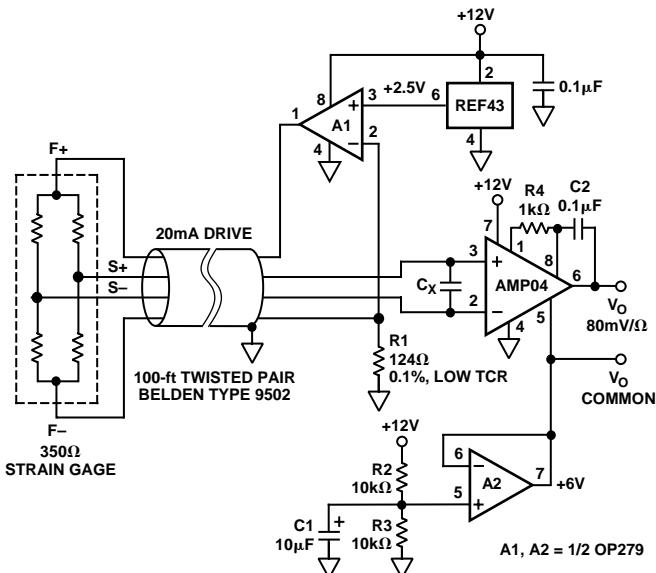 +12V
2
+2.5V
6
REF43
4
0.1µF
8
3
1
A1
2
4
F+
20mA DRIVE
S+
S–
F–
350Ω
STRAIN GAGE
100-ft TWISTED PAIR
BELDEN TYPE 9502
CX
R1
124Ω
0.1%, LOW TCR
+12V
7
R4
1kΩ
C2
0.1µF
1
8
3
2
AMP04
6
5
4
VO
80mV/Ω
VO
COMMON
+12V
R2
10kΩ
6
A2
7
+6V
5
C1
10µF
+
R3
10kΩ
A1, A2 = 1/2 OP279